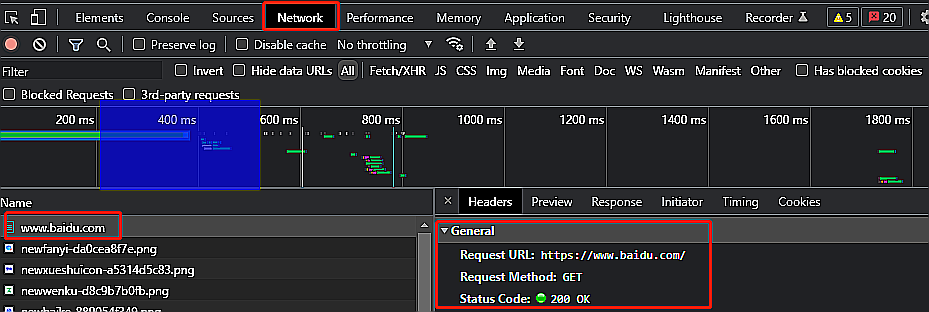 Elements Console Sources Network Performance Memory Application Security Lighthouse Recorder 5 20
Preserve log Disable cache No throttling
Filter Invert Hide data URLs All Fetch/XHR JS CSS Img Media Font Doc WS Wasm Manifest Other Has blocked cookies
Blocked Requests 3rd-party requests
200 ms 400 ms 600 ms 800 ms 1000 ms 1200 ms 1400 ms 1600 ms 1800 ms
Name × Headers Preview Response Initiator Timing Cookies
www.baidu.com
General
newfanyi-da0cea8f7e.png
Request URL: https://www.baidu.com/
newxueshuicon-a5314d5c83.png
Request Method: GET
newwenku-d8c9b7b0fb.png
Status Code: 200 OK